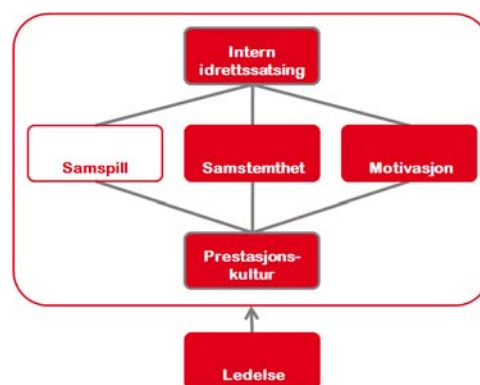 Intern
idrettssatsing
Samspill
Samstemthet
Motivasjon
Prestasjons-
kultur
Ledelse